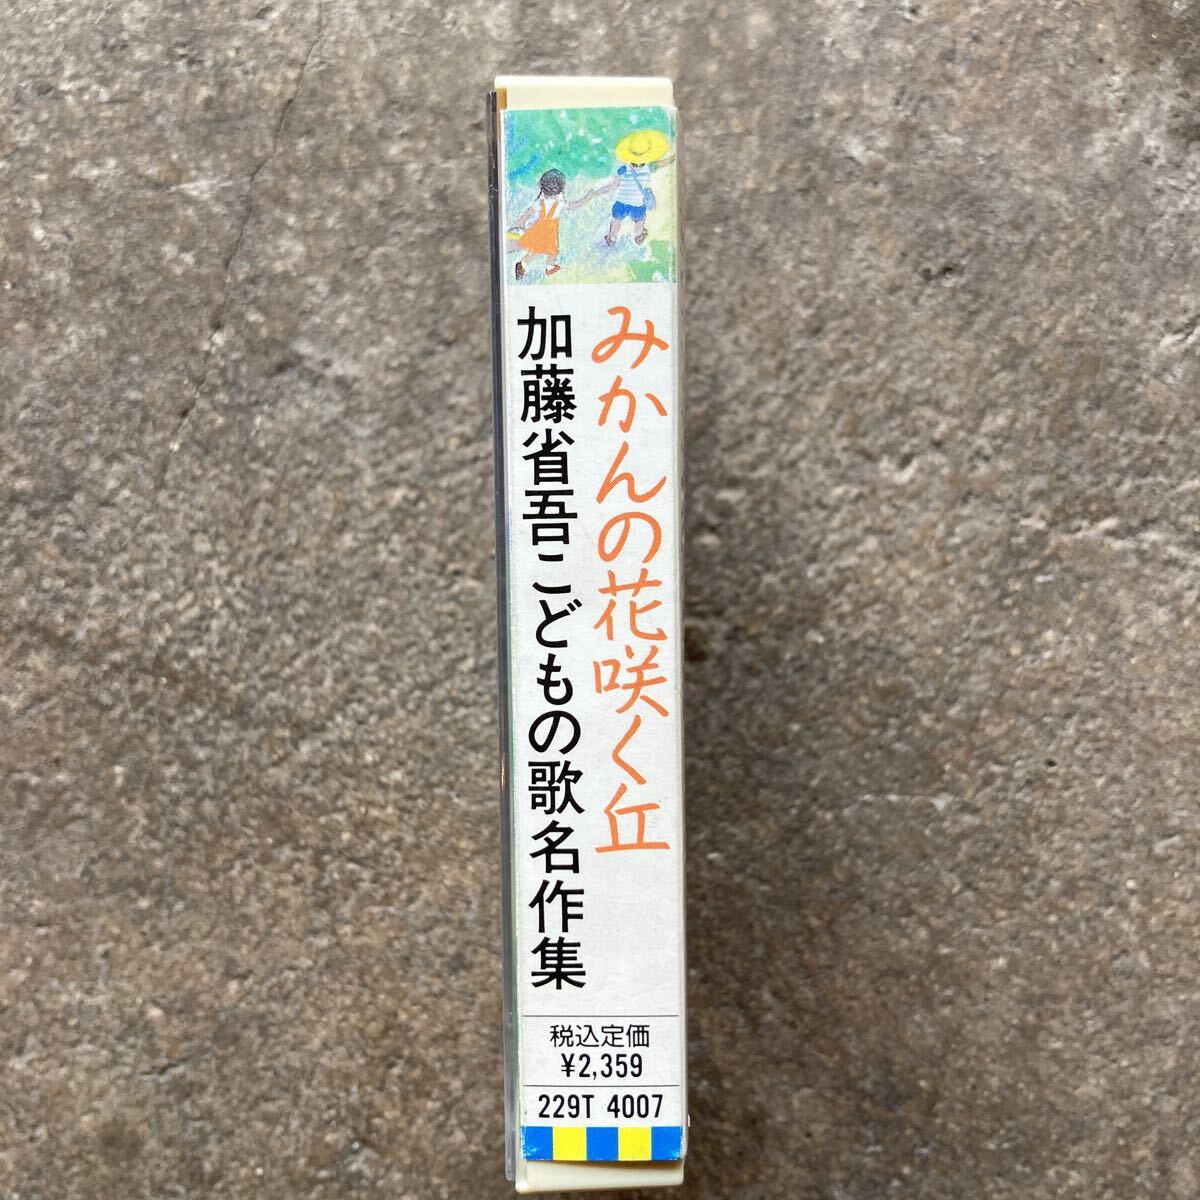 みかんの花咲く丘
加藤省吾こどもの歌名作集
税込定価
¥2,359
229T 4007